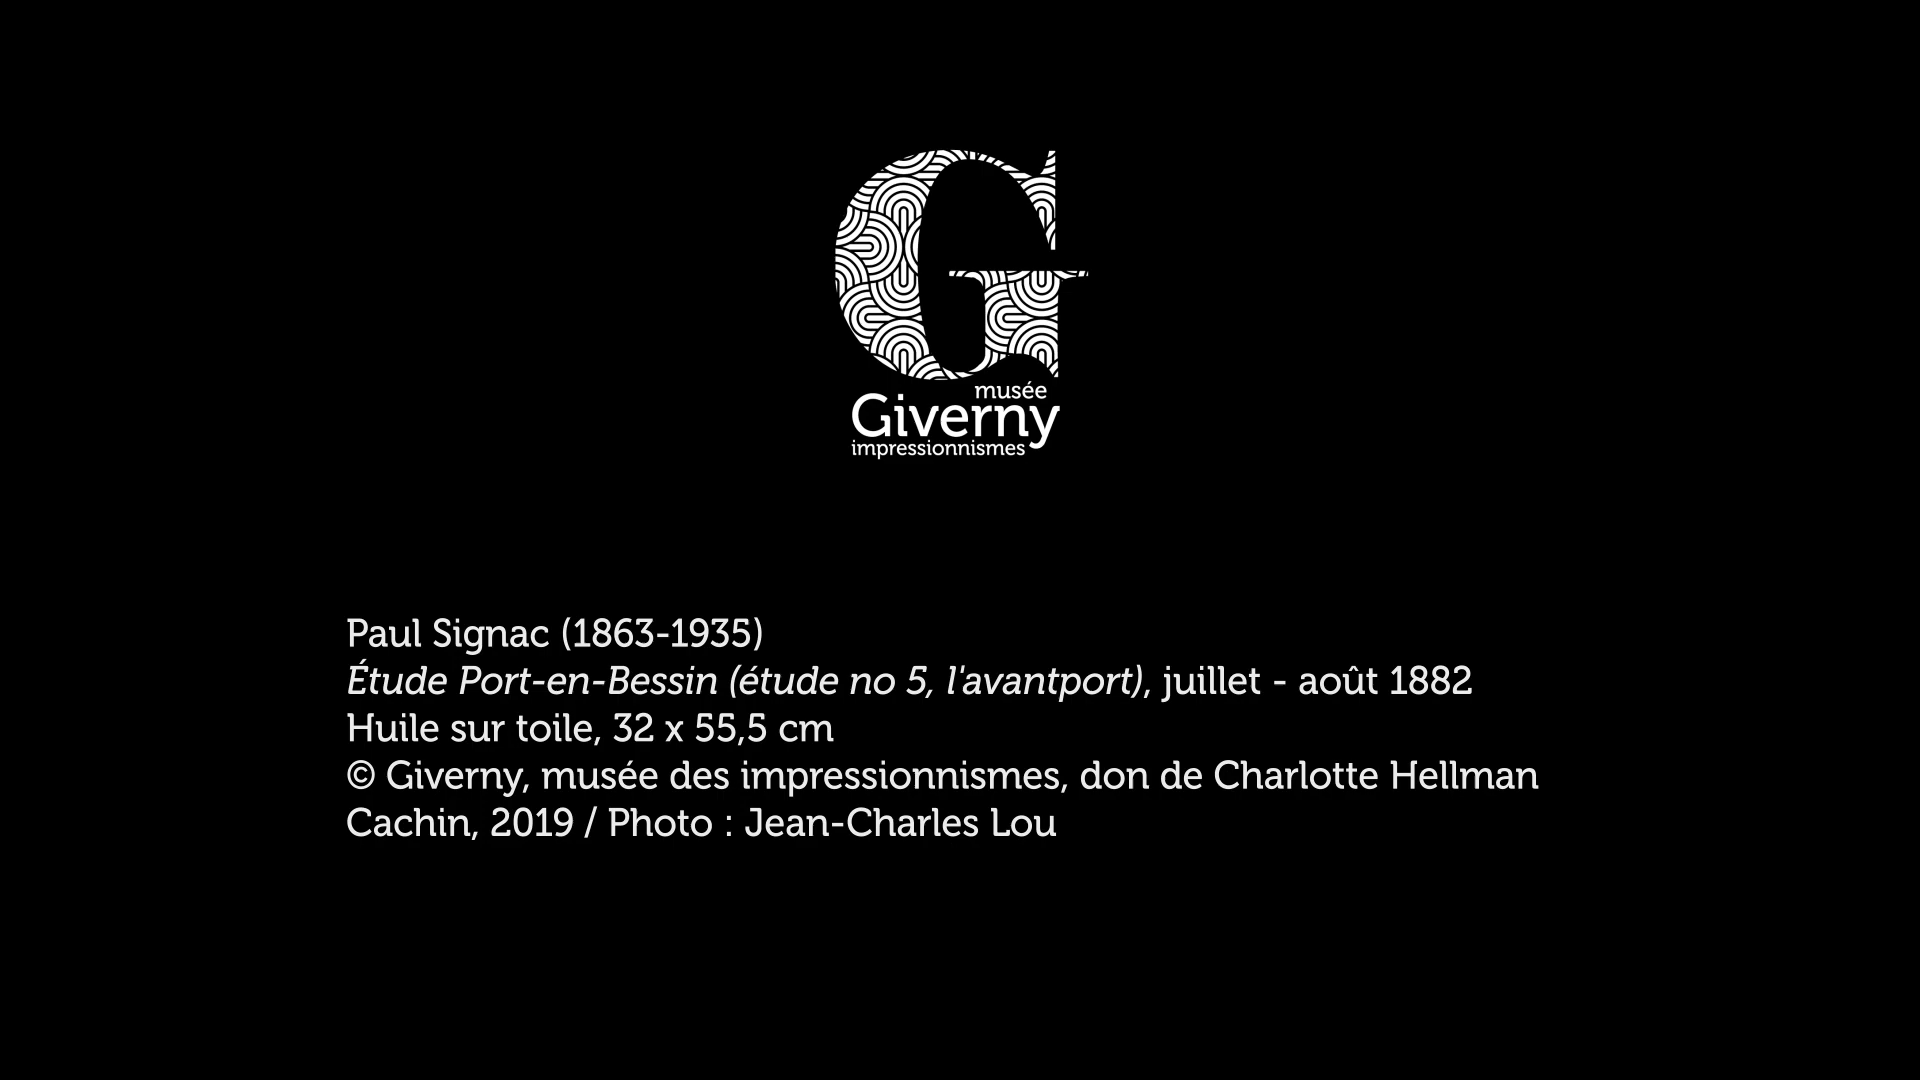 musée
Giverny
impressionnismes
Paul Signac (1863-1935)
Étude Port-en-Bessin (étude no 5, l'avantport), juillet - août 1882
Huile sur toile, 32 x 55,5 cm
© Giverny, musée des impressionnismes, don de Charlotte Hellman
Cachin, 2019 / Photo : Jean-Charles Lou